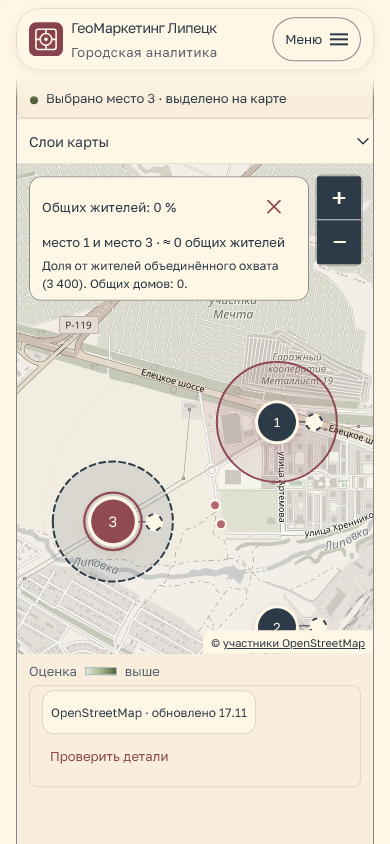 ГеоМаркетинг Липецк
Городская аналитика
Меню
Выбрано место 3 · выделено на карте
Слои карты
Общих жителей: 0 %
место 1 и место 3 · ≈ 0 общих жителей
Доля от жителей объединённого охвата
(3 400). Общих домов: 0.
+
−
участки
Мечта
Р-119
Гаражный
кооператив
Металлист-19
Елецкое шоссе
1
Елецкое ш
улица Артемова
3
улица Хренник
Липовка
Липовка
2
© участники OpenStreetMap
Оценка
выше
OpenStreetMap · обновлено 17.11
Проверить детали